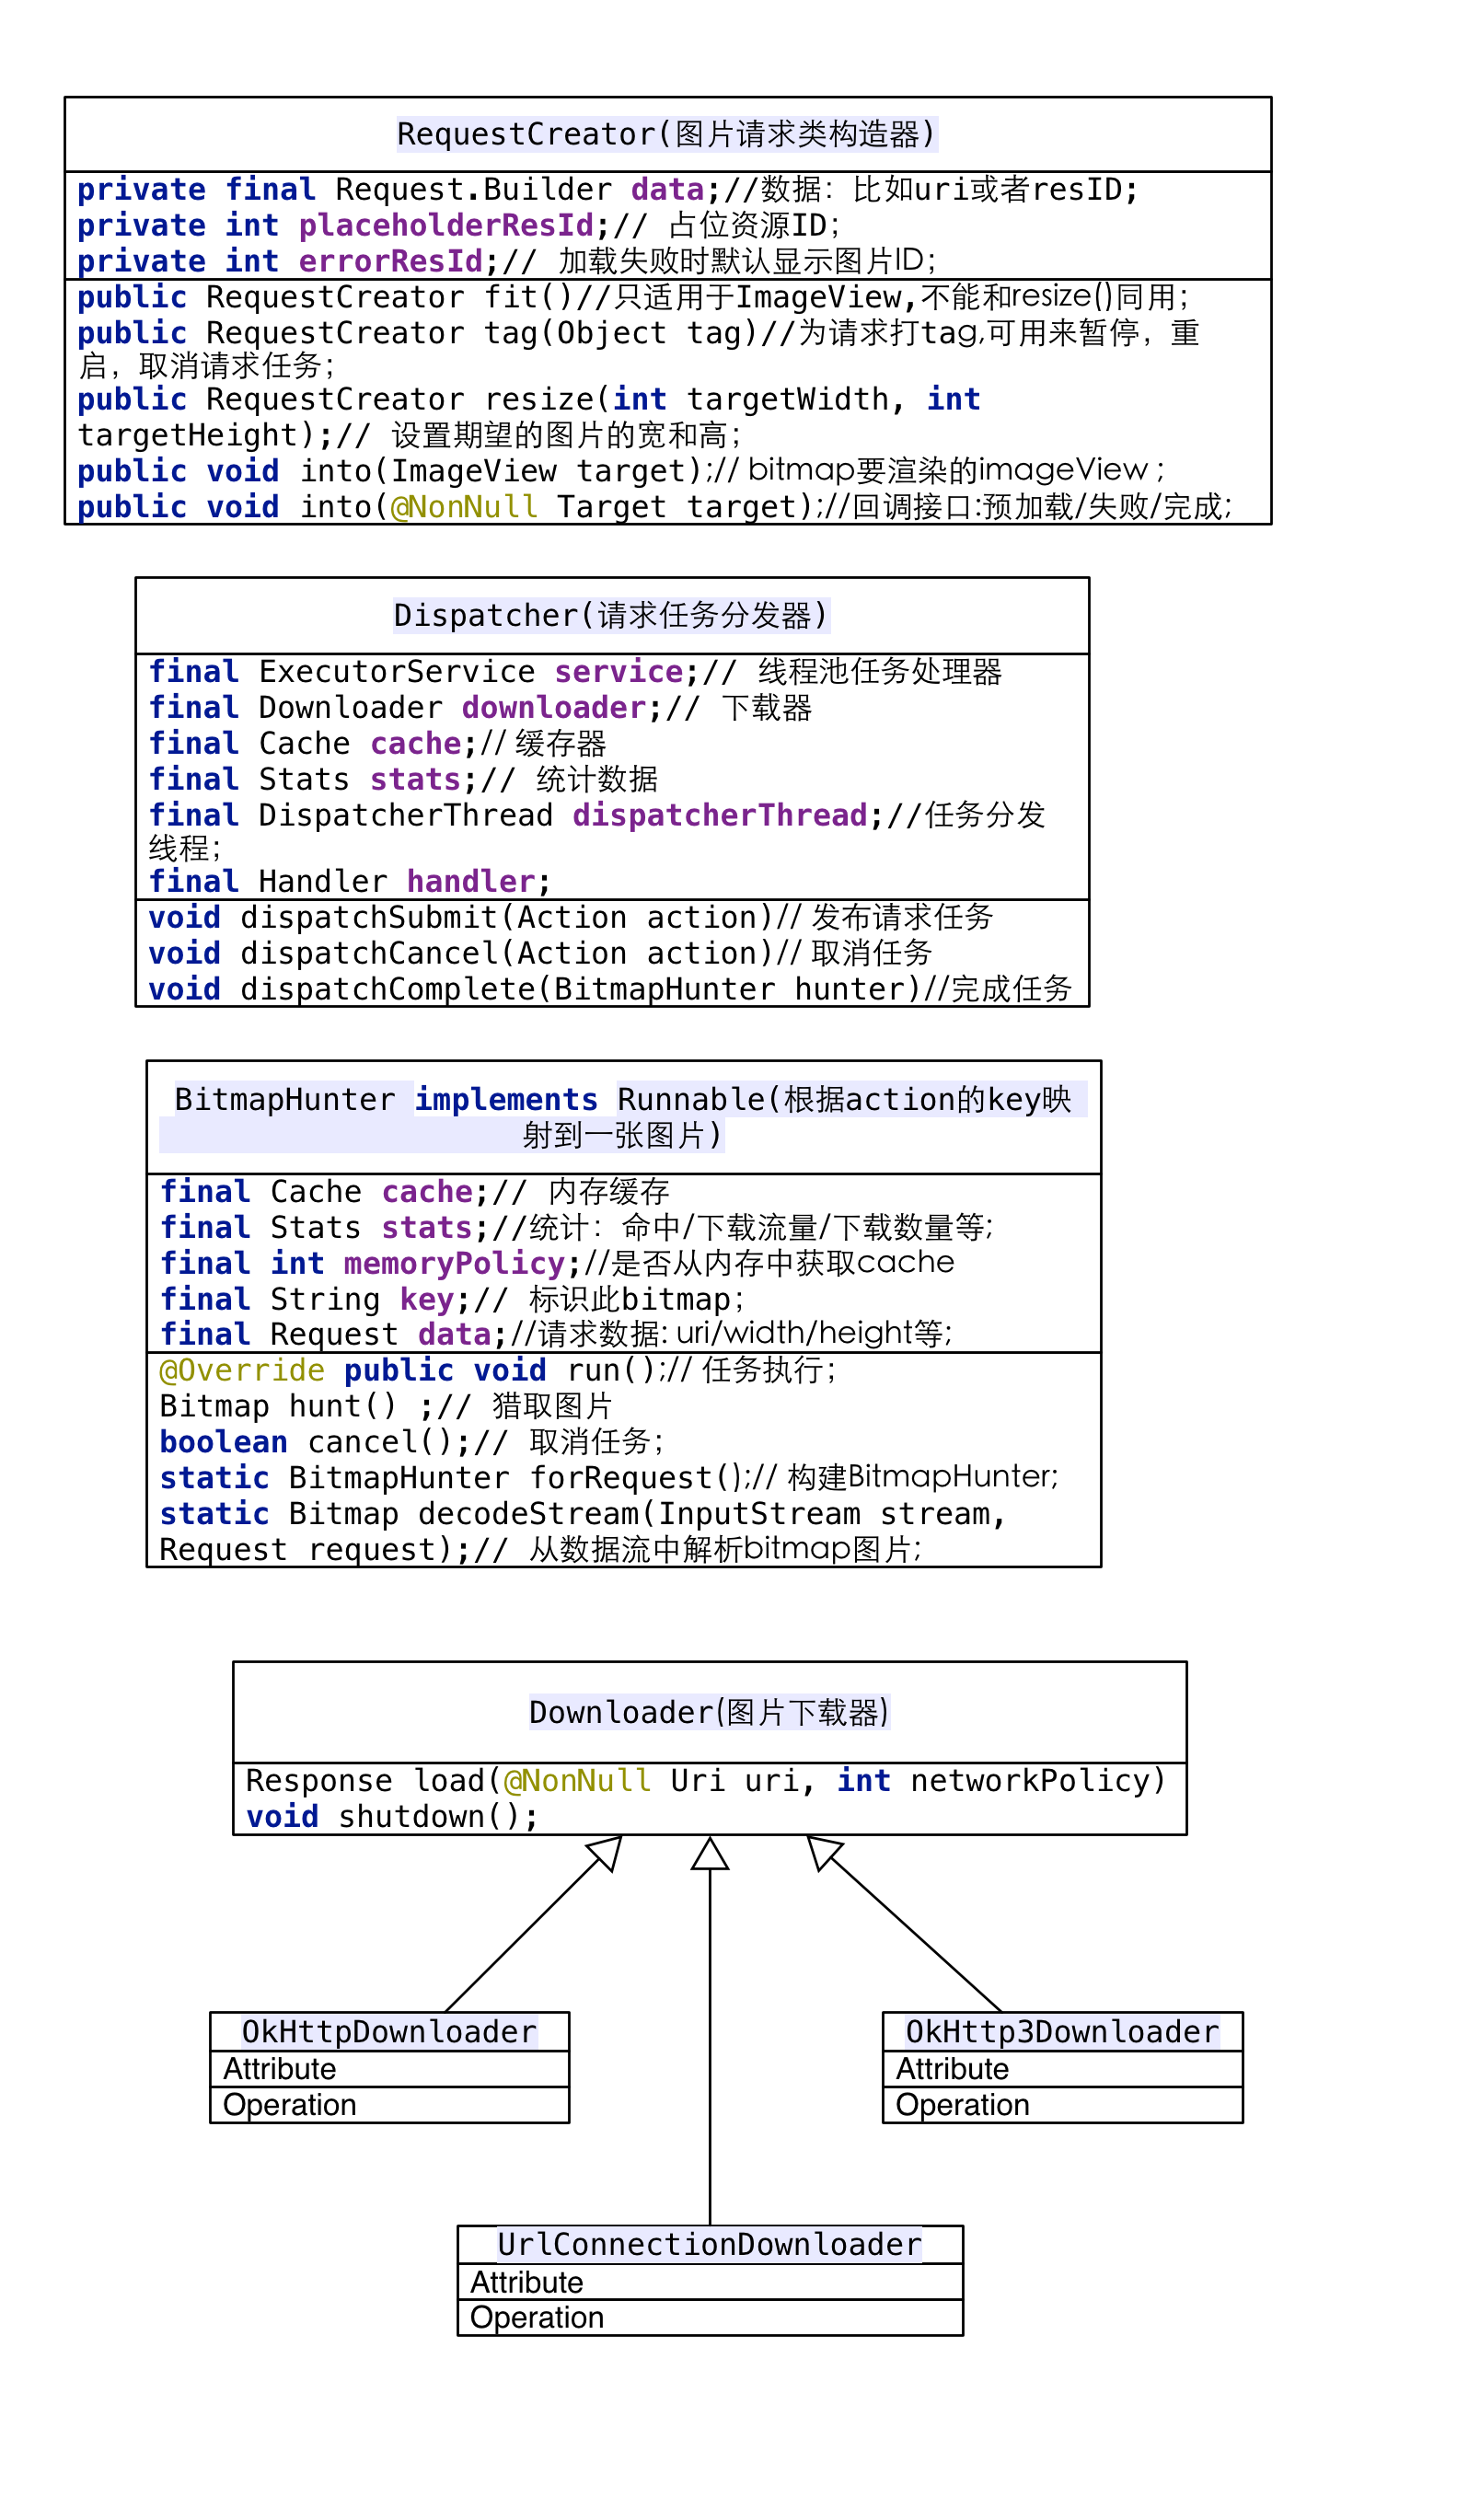 RequestCreator(图片请求类构造器)
private final Request.Builder data;//数据：比如uri或者resID;
private int placeholderResId;// 占位资源ID；
private int errorResId;// 加载失败时默认显示图片ID；
public RequestCreator fit()//只适用于ImageView,不能和resize()同用；
public RequestCreator tag(Object tag)//为请求打tag,可用来暂停，重
启，取消请求任务；
public RequestCreator resize(int targetWidth, int
targetHeight);// 设置期望的图片的宽和高；
public void into(ImageView target);// bitmap要渲染的imageView ;
public void into(@NonNull Target target);//回调接口:预加载/失败/完成;
Dispatcher(请求任务分发器)
final ExecutorService service;// 线程池任务处理器
final Downloader downloader;// 下载器
final Cache cache;// 缓存器
final Stats stats;// 统计数据
final DispatcherThread dispatcherThread;//任务分发
线程；
final Handler handler;
void dispatchSubmit(Action action)// 发布请求任务
void dispatchCancel(Action action)// 取消任务
void dispatchComplete(BitmapHunter hunter)//完成任务
BitmapHunter implements Runnable(根据action的key映
射到一张图片)
final Cache cache;// 内存缓存
final Stats stats;//统计：命中/下载流量/下载数量等;
final int memoryPolicy;//是否从内存中获取cache
final String key;// 标识此bitmap；
final Request data;//请求数据: uri/width/height等;
@Override public void run();// 任务执行；
Bitmap hunt() ;// 猎取图片
boolean cancel();// 取消任务；
static BitmapHunter forRequest();// 构建BitmapHunter;
static Bitmap decodeStream(InputStream stream,
Request request);// 从数据流中解析bitmap图片;
Downloader(图片下载器)
Response load(@NonNull Uri uri, int networkPolicy)
void shutdown();
OkHttpDownloader
Attribute
Operation
OkHttp3Downloader
Attribute
Operation
UrlConnectionDownloader
Attribute
Operation